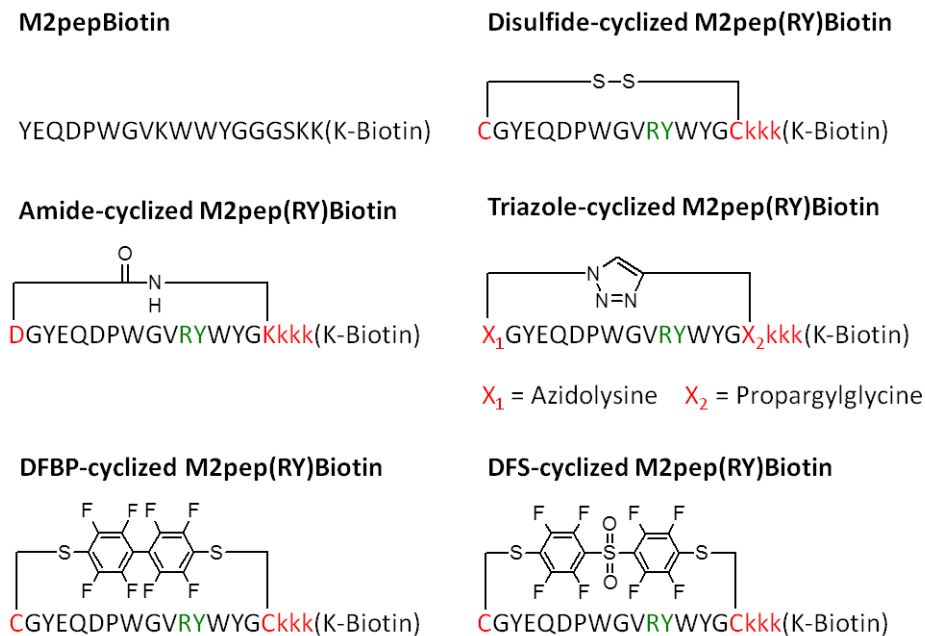 M2pepBiotin
YEQDPWGVKWWYGGGSKK(K-Biotin)
Disulfide-cyclized M2pep(RY)Biotin
S-S
CGYEQDPWGVRYWYGCkkk(K-Biotin)
Amide-cyclized M2pep(RY)Biotin
O
N
H
DGYEQDPWGVRYWYGKkkk(K-Biotin)
Triazole-cyclized M2pep(RY)Biotin
N
N=N
X₁GYEQDPWGVRYWYGX₂kkk(K-Biotin)
X₁ = Azidolysine X₂ = Propargylglycine
DFBP-cyclized M2pep(RY)Biotin
F F F F
S S
F F F F
CGYEQDPWGVRYWYGCkkk(K-Biotin)
DFS-cyclized M2pep(RY)Biotin
F F O F F
S S S
F F O F F
CGYEQDPWGVRYWYGCkkk(K-Biotin)